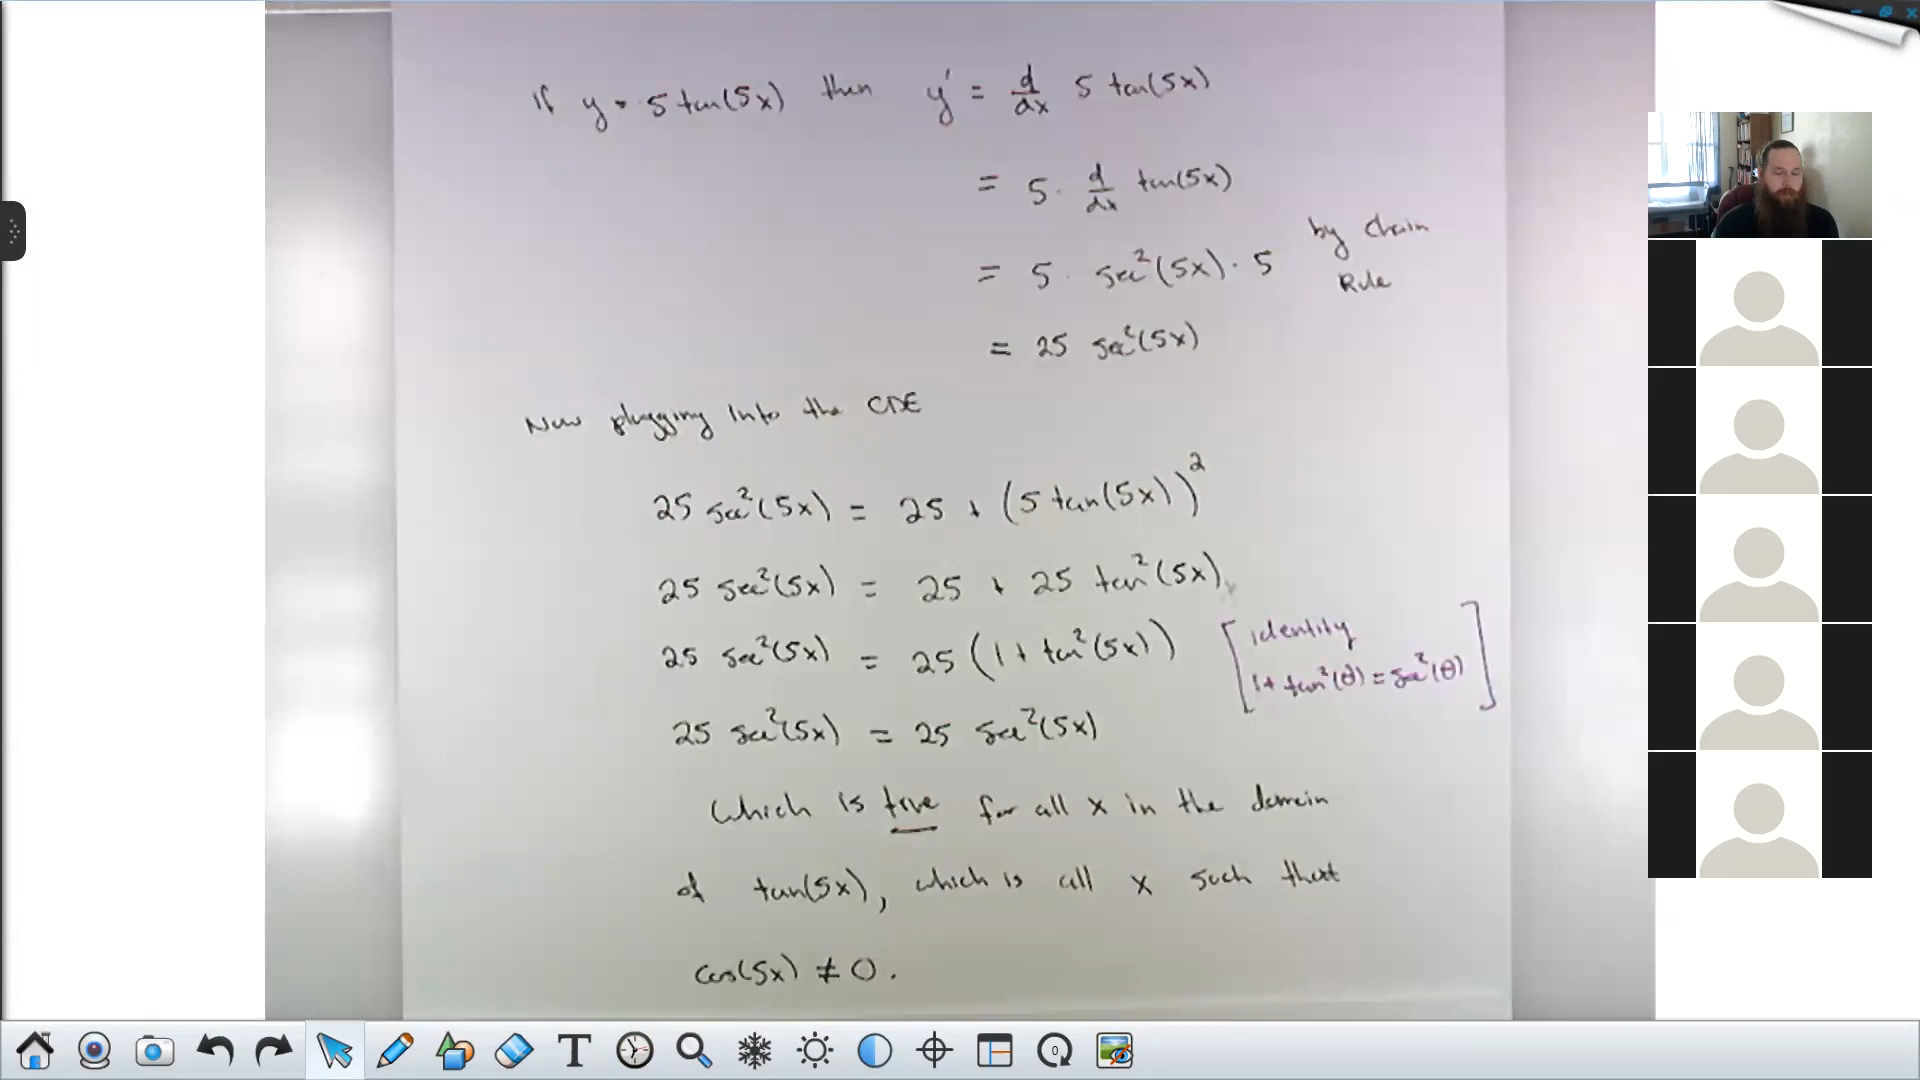 If y = 5 tan(5x) then y' = d/dx 5 tan(5x)
= 5 · d/dx tan(5x)
= 5 · sec²(5x) · 5 by Chain Rule
= 25 sec²(5x)
Now plugging into the ODE
25 sec²(5x) = 25 + (5 tan(5x))²
25 sec²(5x) = 25 + 25 tan²(5x)
25 sec²(5x) = 25 (1 + tan²(5x)) [identity
1 + tan²(θ) = sec²(θ)]
25 sec²(5x) = 25 sec²(5x)
Which is true for all x in the domain
of tan(5x), which is all x such that
cos(5x) ≠ 0.
T
0